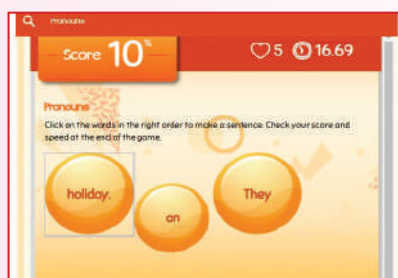 Pronouns
Score 10%
5 16.69
Pronouns
Click on the words in the right order to make a sentence. Check your score and
speed at the end of the game.
holiday.
on
They